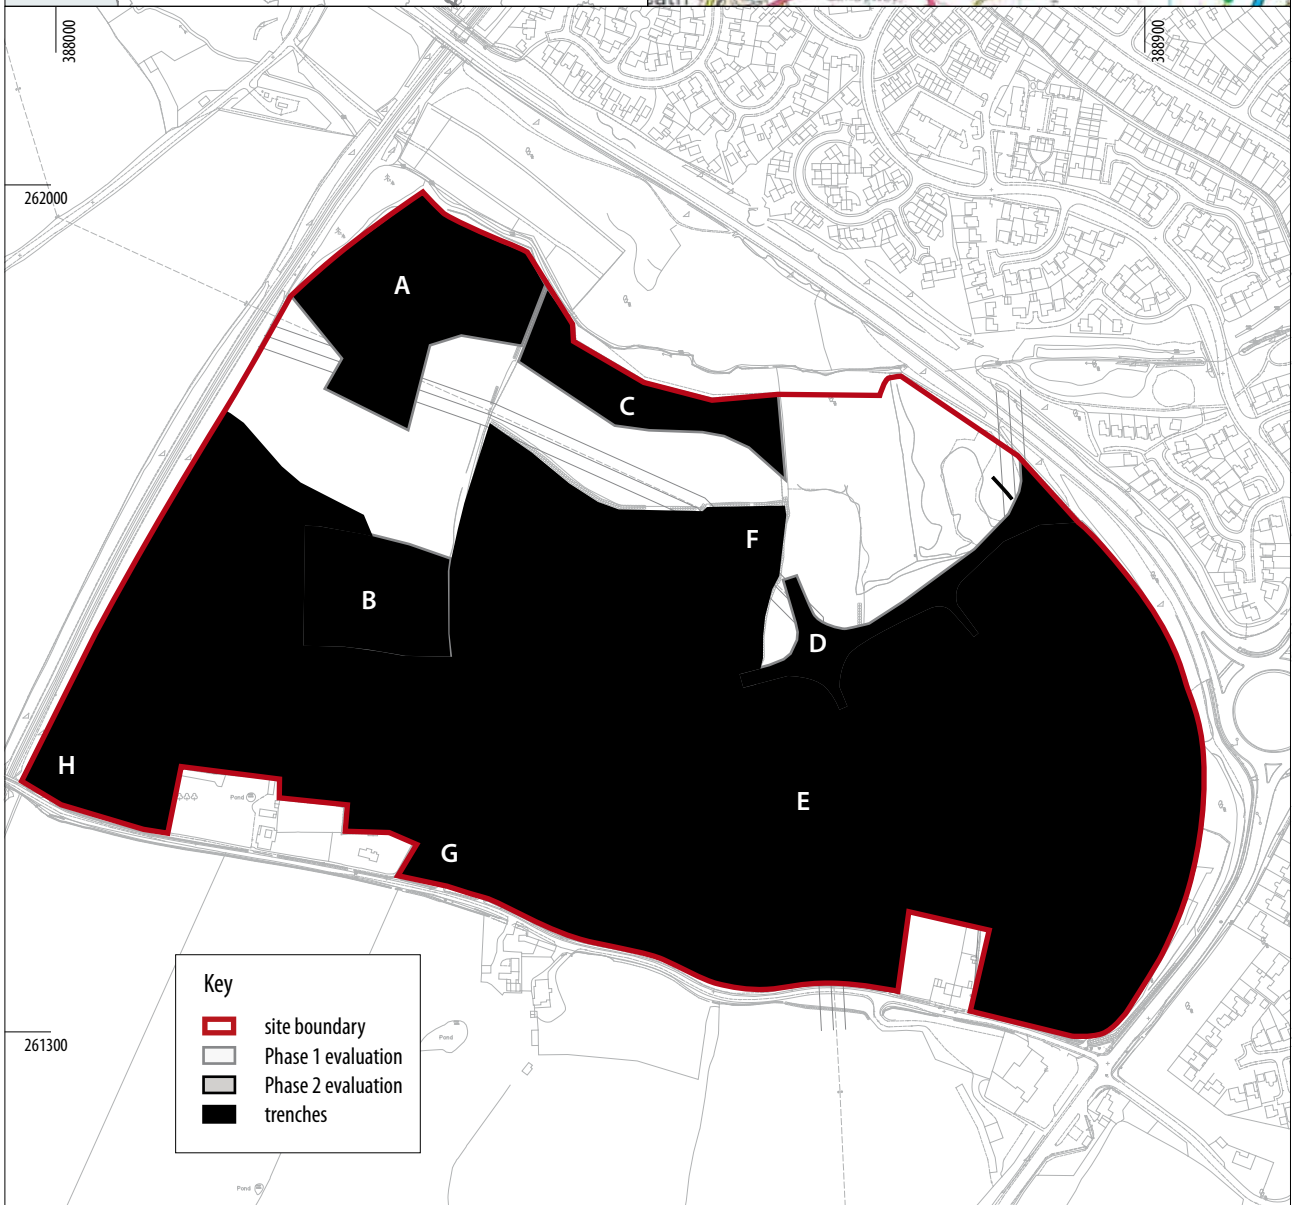 388000
388900
262000
A
C
F
B
D
H
E
G
Pond
261300
Key
site boundary
Phase 1 evaluation
Phase 2 evaluation
trenches
Pond
Pond